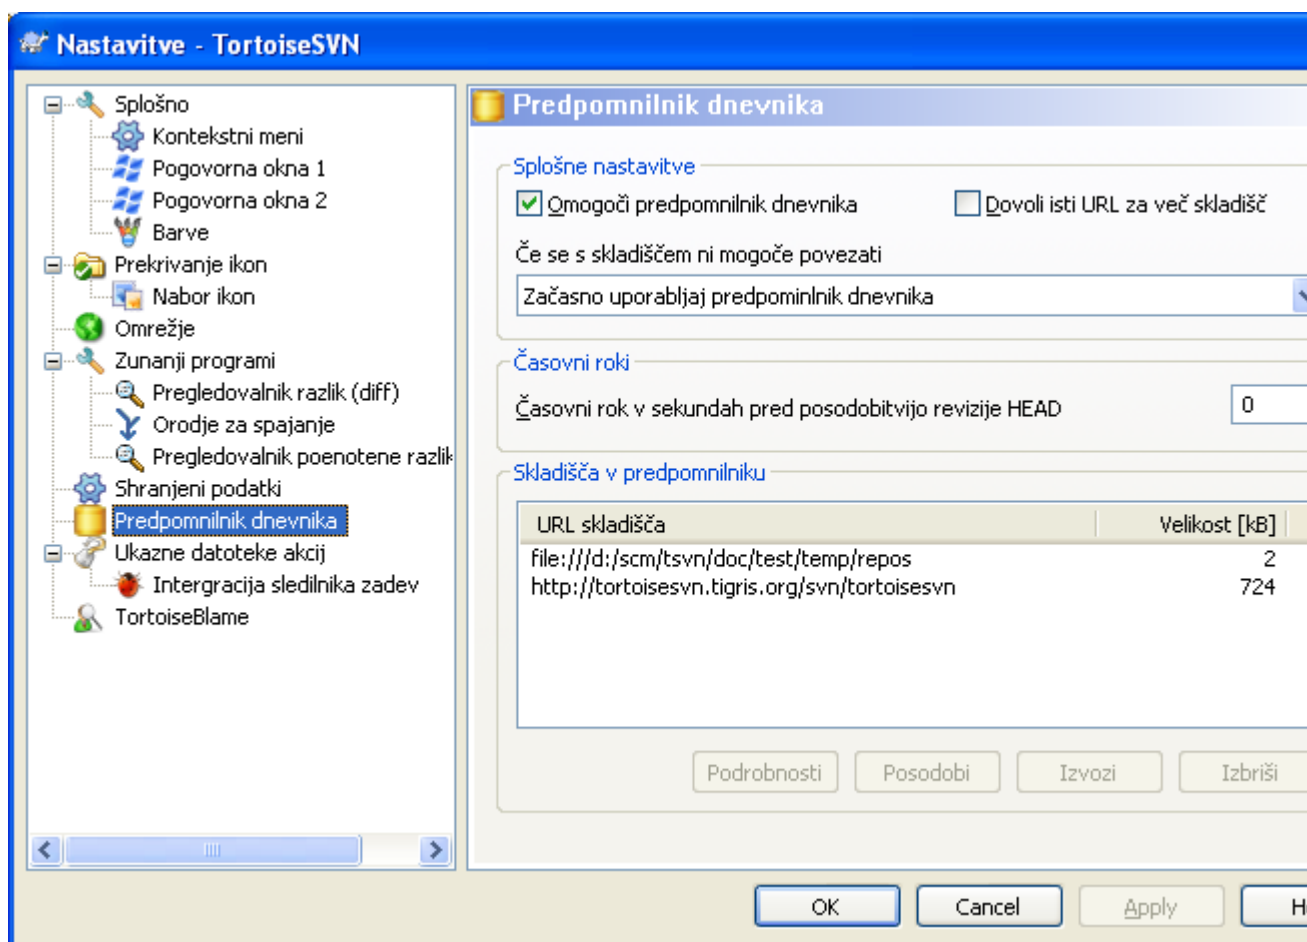 Nastavitve - TortoiseSVN
Splošno
Kontekstni meni
Pogovorna okna 1
Pogovorna okna 2
Barve
Prekrivanje ikon
Nabor ikon
Omrežje
Zunanji programi
Pregledovalnik razlik (diff)
Orodje za spajanje
Pregledovalnik poenotene razlik
Shranjeni podatki
Predpomnilnik dnevnika
Ukazne datoteke akcij
Intergracija sledilnika zadev
TortoiseBlame
Predpomnilnik dnevnika
Splošne nastavitve
Omogoči predpomnilnik dnevnika Dovoli isti URL za več skladišč
Če se s skladiščem ni mogoče povezati
Začasno uporabljaj predpominlnik dnevnika
Časovni roki
Časovni rok v sekundah pred posodobitvijo revizije HEAD 0
Skladišča v predpomnilniku
URL skladišča Velikost [kB]
file:///d:/scm/tsvn/doc/test/temp/repos 2
http://tortoisesvn.tigris.org/svn/tortoisesvn 724
Podrobnosti Posodobi Izvozi Izbriši
OK Cancel Apply